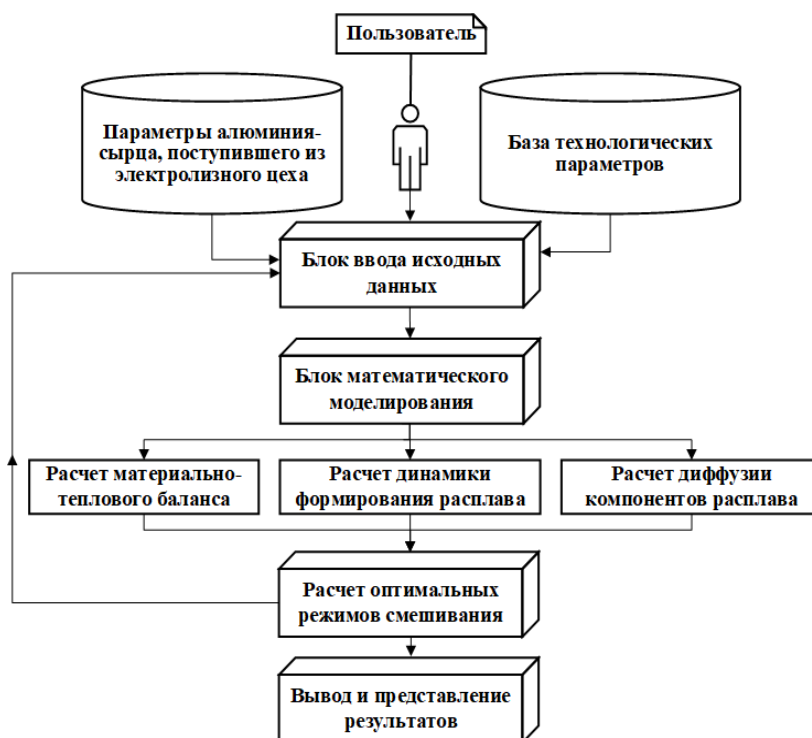 Пользователь
Параметры алюминия-
сырца, поступившего из
электролизного цеха
База технологических
параметров
Блок ввода исходных
данных
Блок математического
моделирования
Расчет материально-
теплового баланса
Расчет динамики
формирования расплава
Расчет диффузии
компонентов расплава
Расчет оптимальных
режимов смешивания
Вывод и представление
результатов